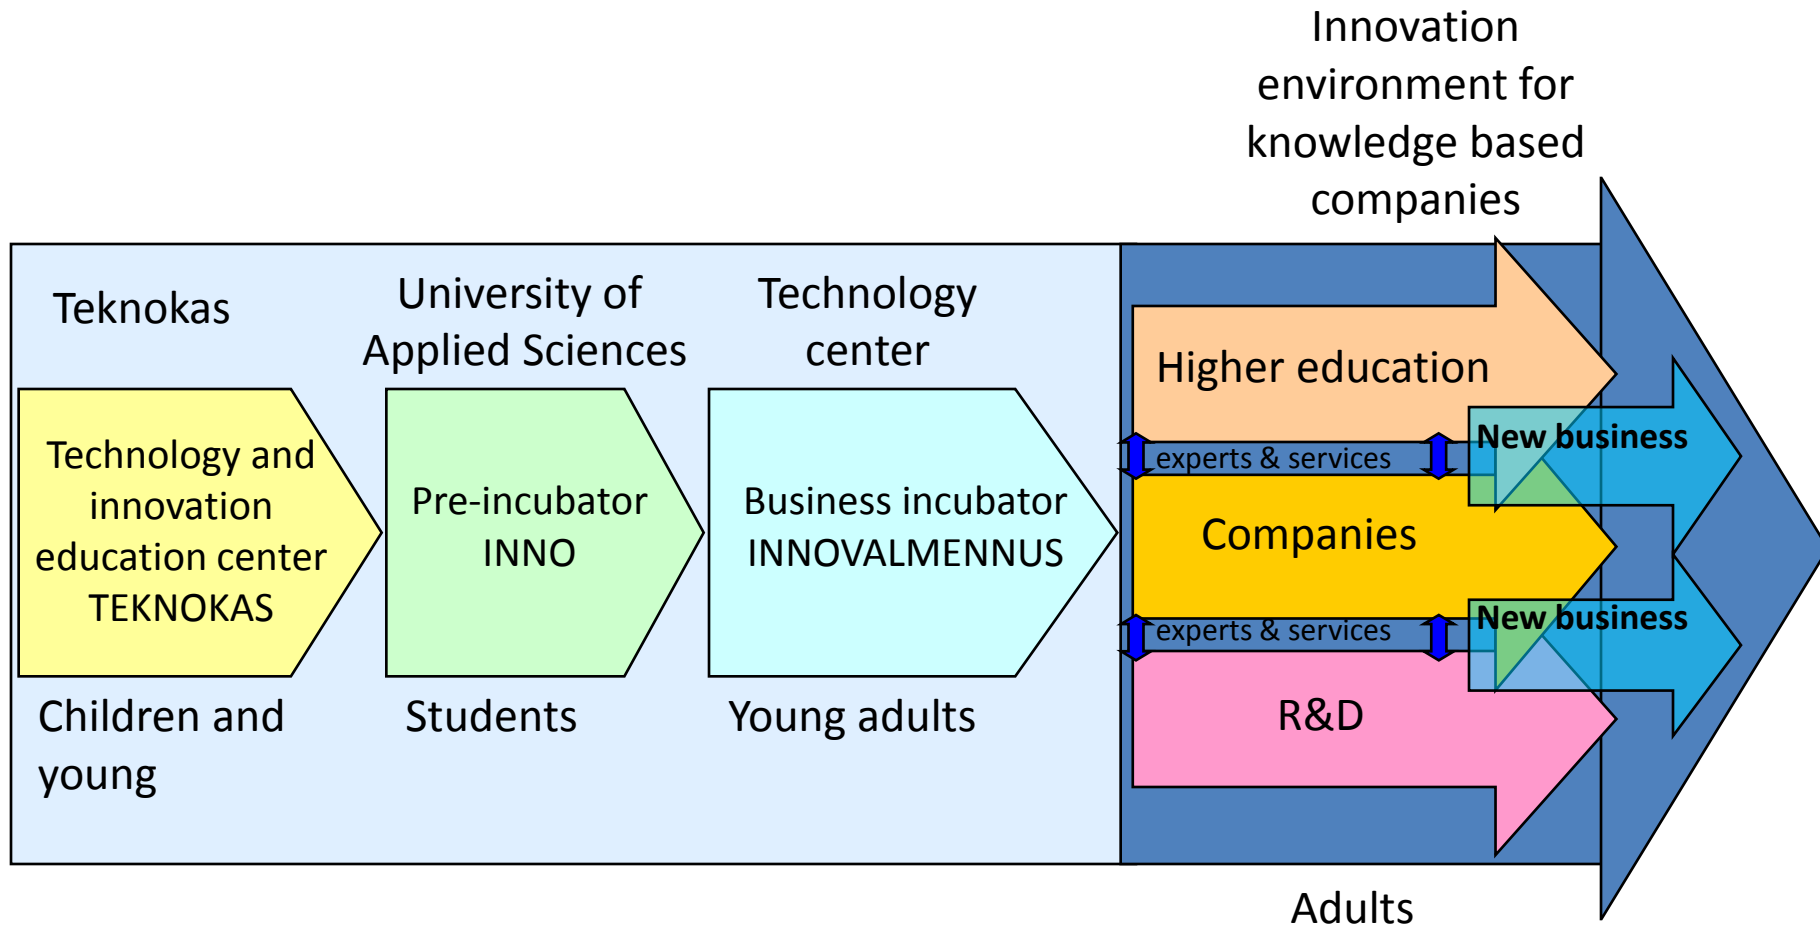 Innovation
environment for
knowledge based
companies
Teknokas
University of
Applied Sciences
Technology
center
Technology and
innovation
education center
TEKNOKAS
Pre-incubator
INNO
Business incubator
INNOVALMENNUS
Higher education
New business
experts & services
Companies
New business
experts & services
R&D
Children and
young
Students
Young adults
Adults